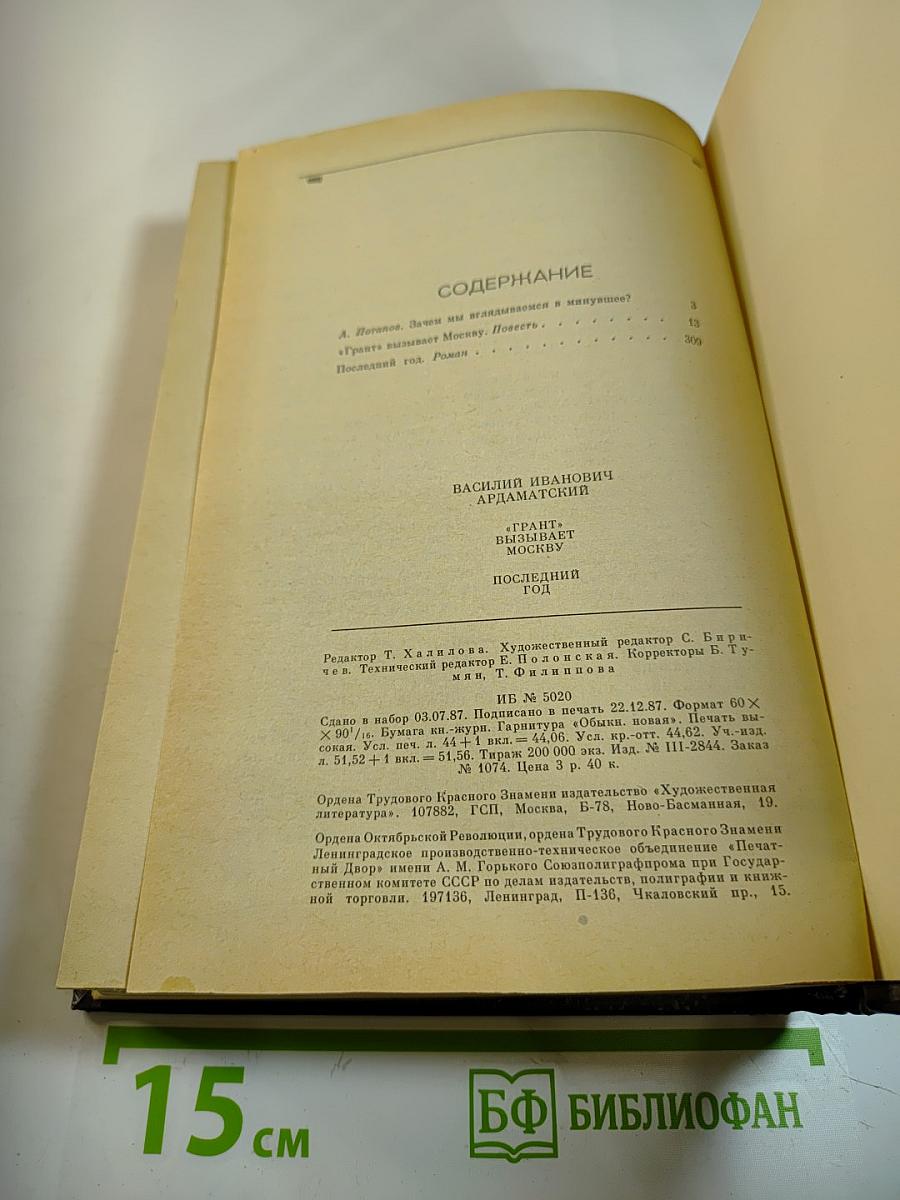 СОДЕРЖАНИЕ
А. Потапов. Зачем мы вглядываемся в минувшее? 3
«Грант» вызывает Москву. Повесть . . . . . . . . 13
Последний год. Роман . . . . . . . . . . . . . 309
ВАСИЛИЙ ИВАНОВИЧ
АРДАМАТСКИЙ
«ГРАНТ»
ВЫЗЫВАЕТ
МОСКВУ
ПОСЛЕДНИЙ
ГОД
Редактор Т. Халилова. Художественный редактор С. Бири-
чев. Технический редактор Е. Полонская. Корректоры Б. Ту-
мян, Т. Филиппова
ИБ № 5020
Сдано в набор 03.07.87. Подписано в печать 22.12.87. Формат 60×
×90¹/₁₆. Бумага кн.-журн. Гарнитура «Обыкн. новая». Печать вы-
сокая. Усл. печ. л. 44+1 вкл.=44,06. Усл. кр.-отт. 44,62. Уч.-изд.
л. 51,52+1 вкл.=51,56. Тираж 200 000 экз. Изд. № III-2844. Заказ
№ 1074. Цена 3 р. 40 к.
Ордена Трудового Красного Знамени издательство «Художественная
литература». 107882, ГСП, Москва, Б-78, Ново-Басманная, 19.
Ордена Октябрьской Революции, ордена Трудового Красного Знамени
Ленинградское производственно-техническое объединение «Печат-
ный Двор» имени А. М. Горького Союзполиграфпрома при Государ-
ственном комитете СССР по делам издательств, полиграфии и книж-
ной торговли. 197136, Ленинград, П-136, Чкаловский пр., 15.
15 см
БФ БИБЛИОФАН